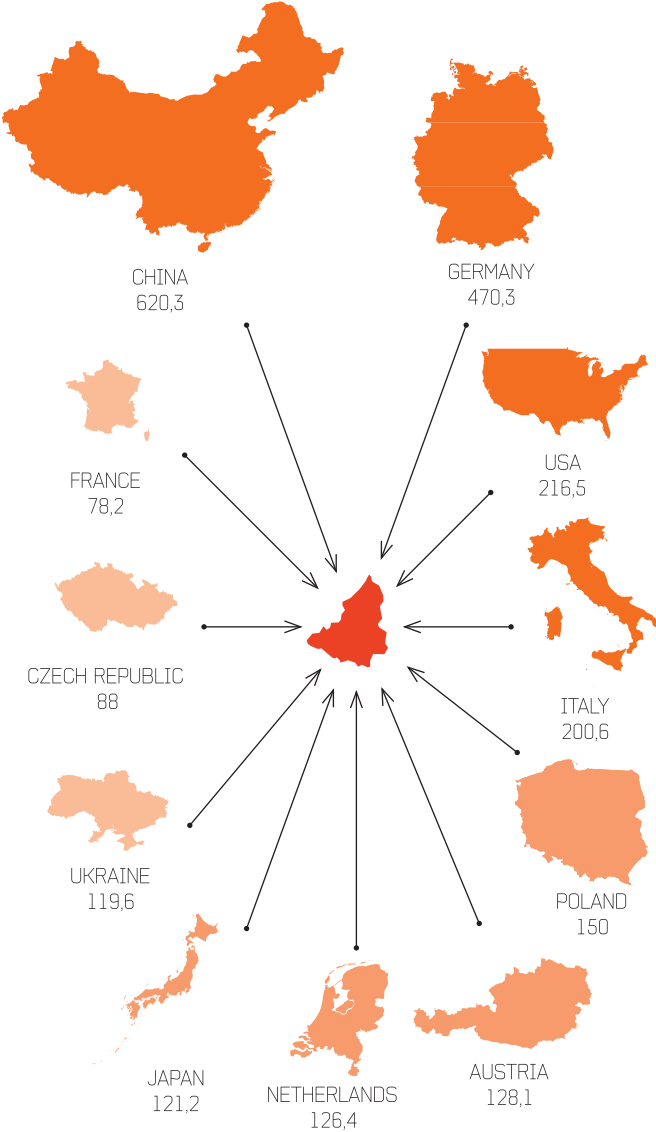 CHINA
620,3
GERMANY
470,3
FRANCE
78,2
USA
216,5
CZECH REPUBLIC
88
ITALY
200,6
UKRAINE
119,6
POLAND
150
JAPAN
121,2
NETHERLANDS
126,4
AUSTRIA
128,1